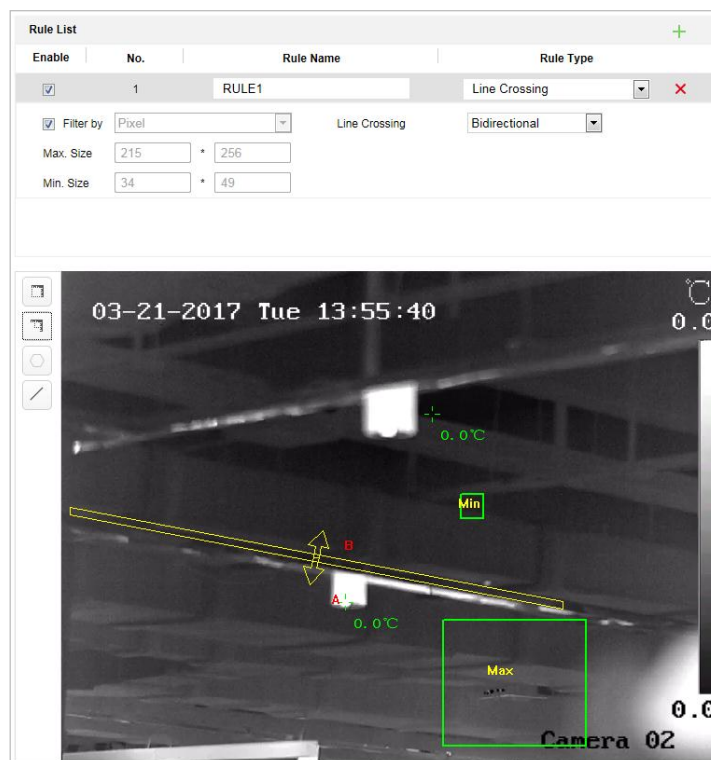 Rule List
Enable No. Rule Name Rule Type
1 RULE1 Line Crossing
Filter by Pixel Line Crossing Bidirectional
Max. Size 215 * 256
Min. Size 34 * 49
℃
03-21-2017 Tue 13:55:40
0.0
0.0℃
Min
B
A
0.0℃
Max
0.0
Camera 02